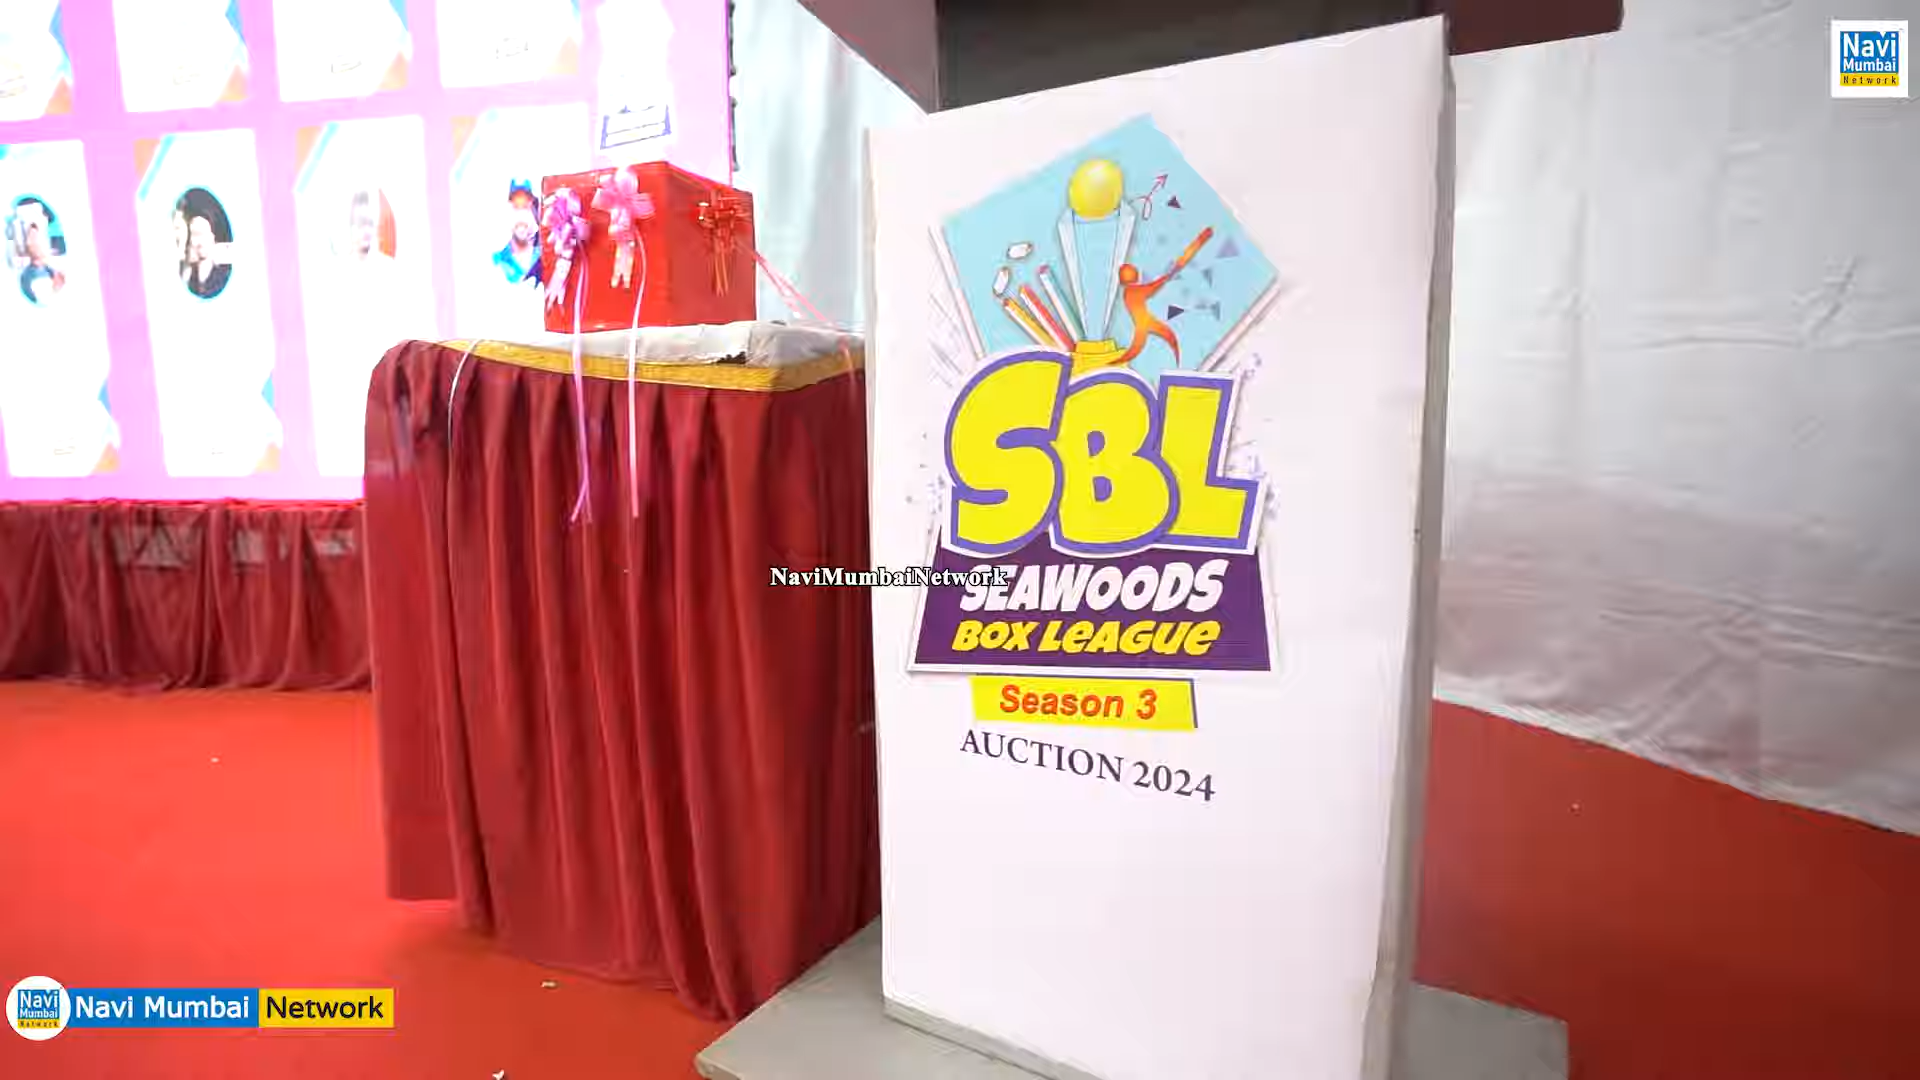 Navi
Mumbai
Network
SBL
NaviMumbaiNetwork
SEAWOODS
BOX LEAGUE
Season 3
AUCTION 2024
Navi
Mumbai
Network
Navi Mumbai Network